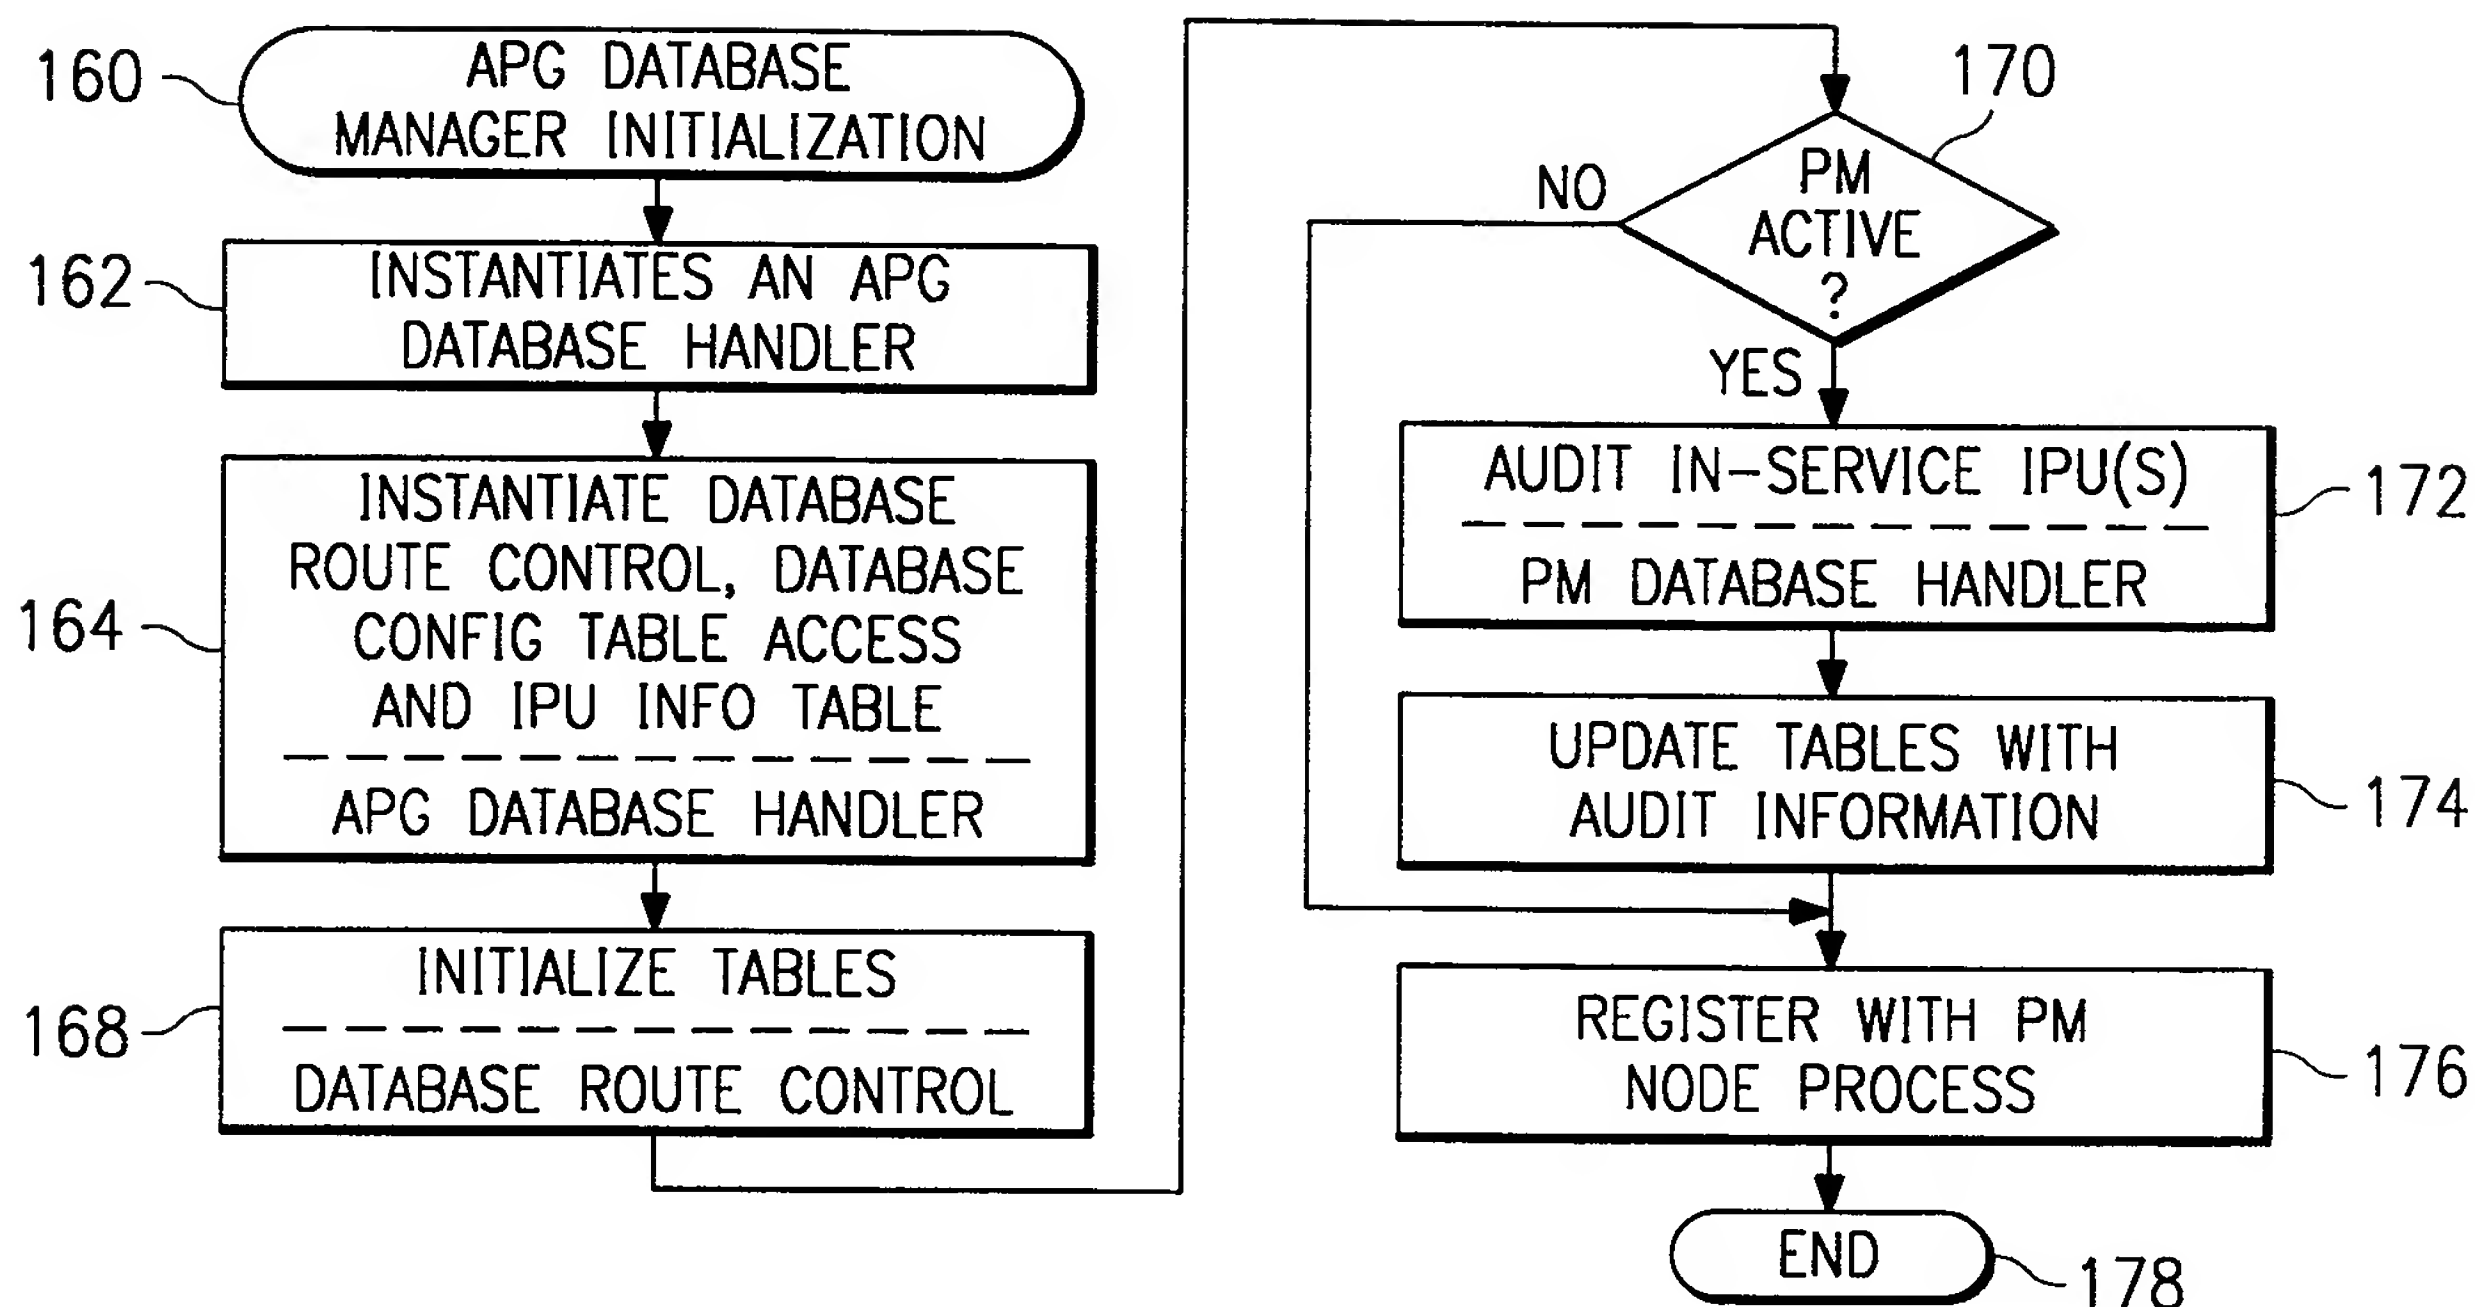 160
APG DATABASE
MANAGER INITIALIZATION
162
INSTANTIATES AN APG
DATABASE HANDLER
164
INSTANTIATE DATABASE
ROUTE CONTROL, DATABASE
CONFIG TABLE ACCESS
AND IPU INFO TABLE
APG DATABASE HANDLER
168
INITIALIZE TABLES
DATABASE ROUTE CONTROL
170
PM
ACTIVE
?
NO
YES
AUDIT IN-SERVICE IPU(S)
PM DATABASE HANDLER
172
UPDATE TABLES WITH
AUDIT INFORMATION
174
REGISTER WITH PM
NODE PROCESS
176
END
178